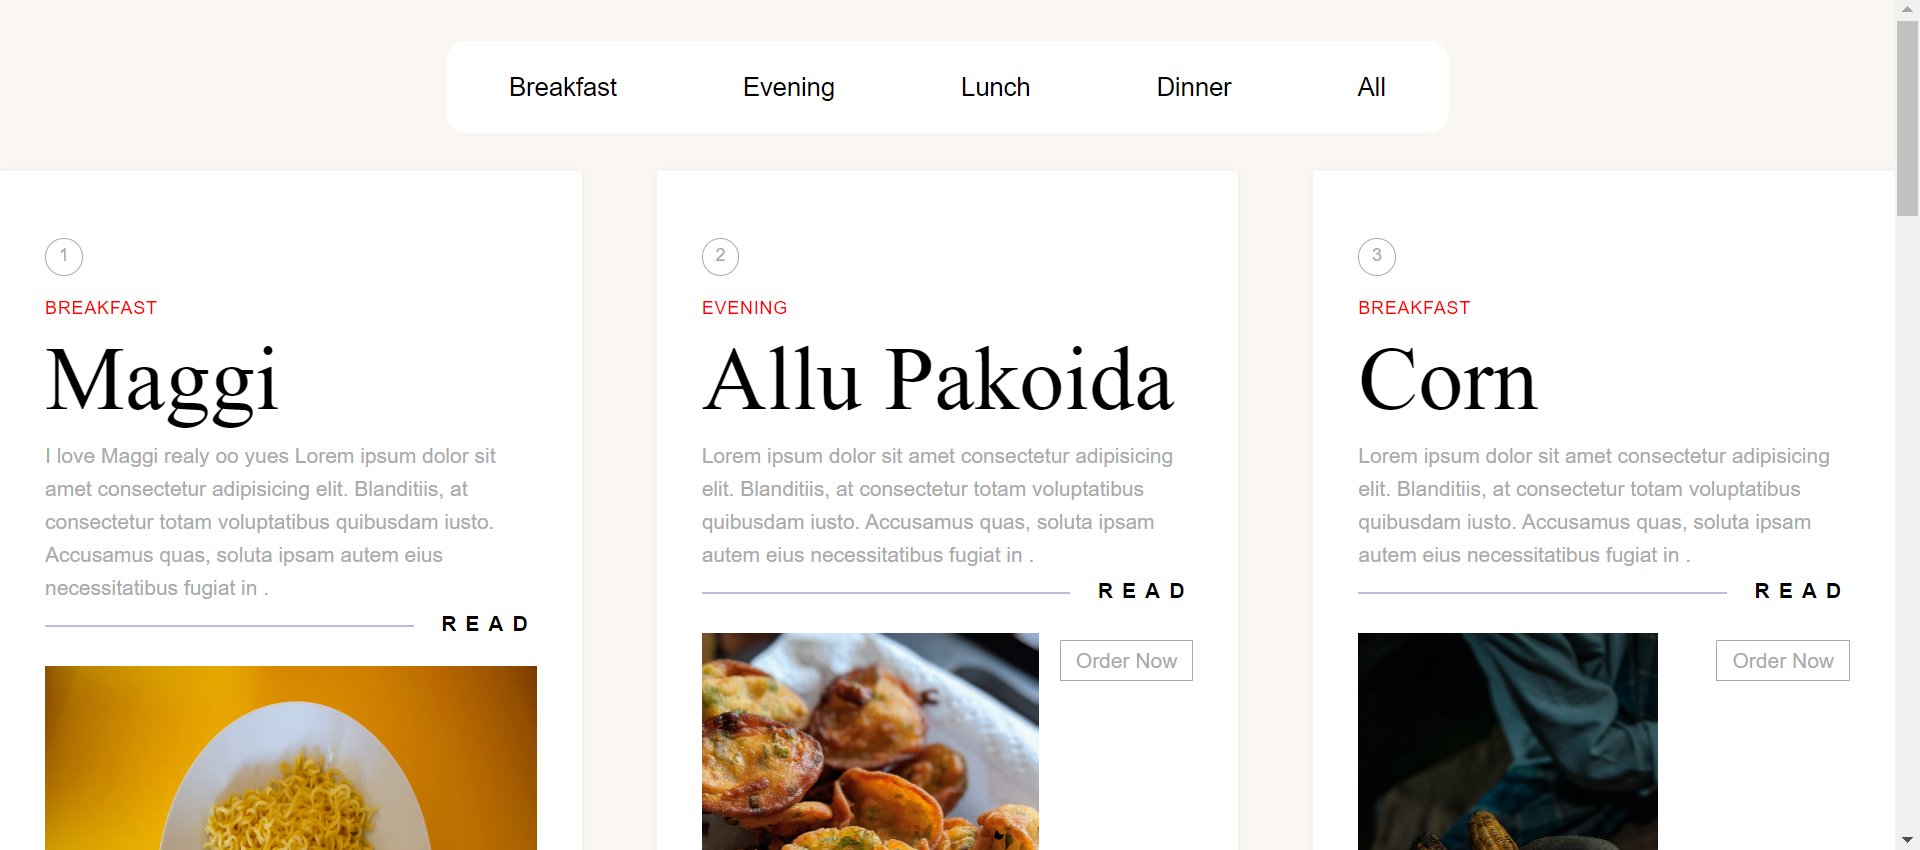 Breakfast Evening Lunch Dinner All
1
BREAKFAST
Maggi
I love Maggi realy oo yues Lorem ipsum dolor sit
amet consectetur adipisicing elit. Blanditiis, at
consectetur totam voluptatibus quibusdam iusto.
Accusamus quas, soluta ipsam autem eius
necessitatibus fugiat in .
READ
2
EVENING
Allu Pakoida
Lorem ipsum dolor sit amet consectetur adipisicing
elit. Blanditiis, at consectetur totam voluptatibus
quibusdam iusto. Accusamus quas, soluta ipsam
autem eius necessitatibus fugiat in .
READ
Order Now
3
BREAKFAST
Corn
Lorem ipsum dolor sit amet consectetur adipisicing
elit. Blanditiis, at consectetur totam voluptatibus
quibusdam iusto. Accusamus quas, soluta ipsam
autem eius necessitatibus fugiat in .
READ
Order Now